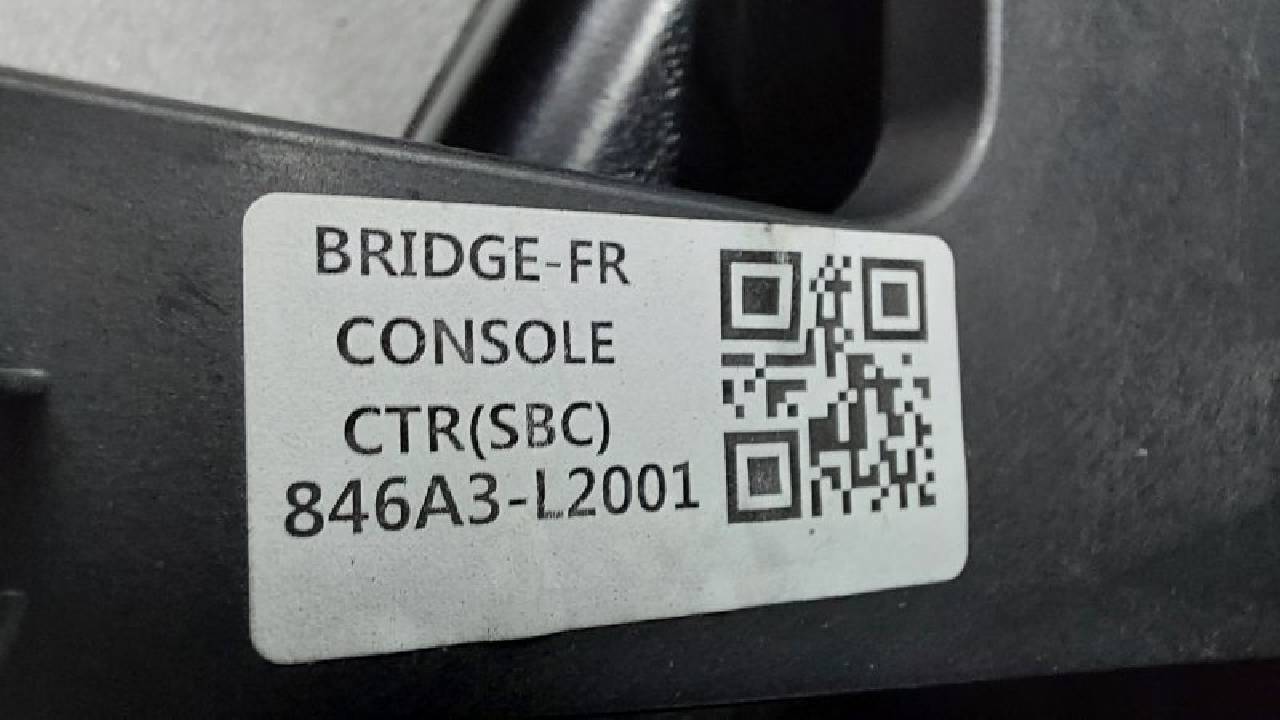 BRIDGE-FR
CONSOLE
CTR(SBC)
846A3-L2001